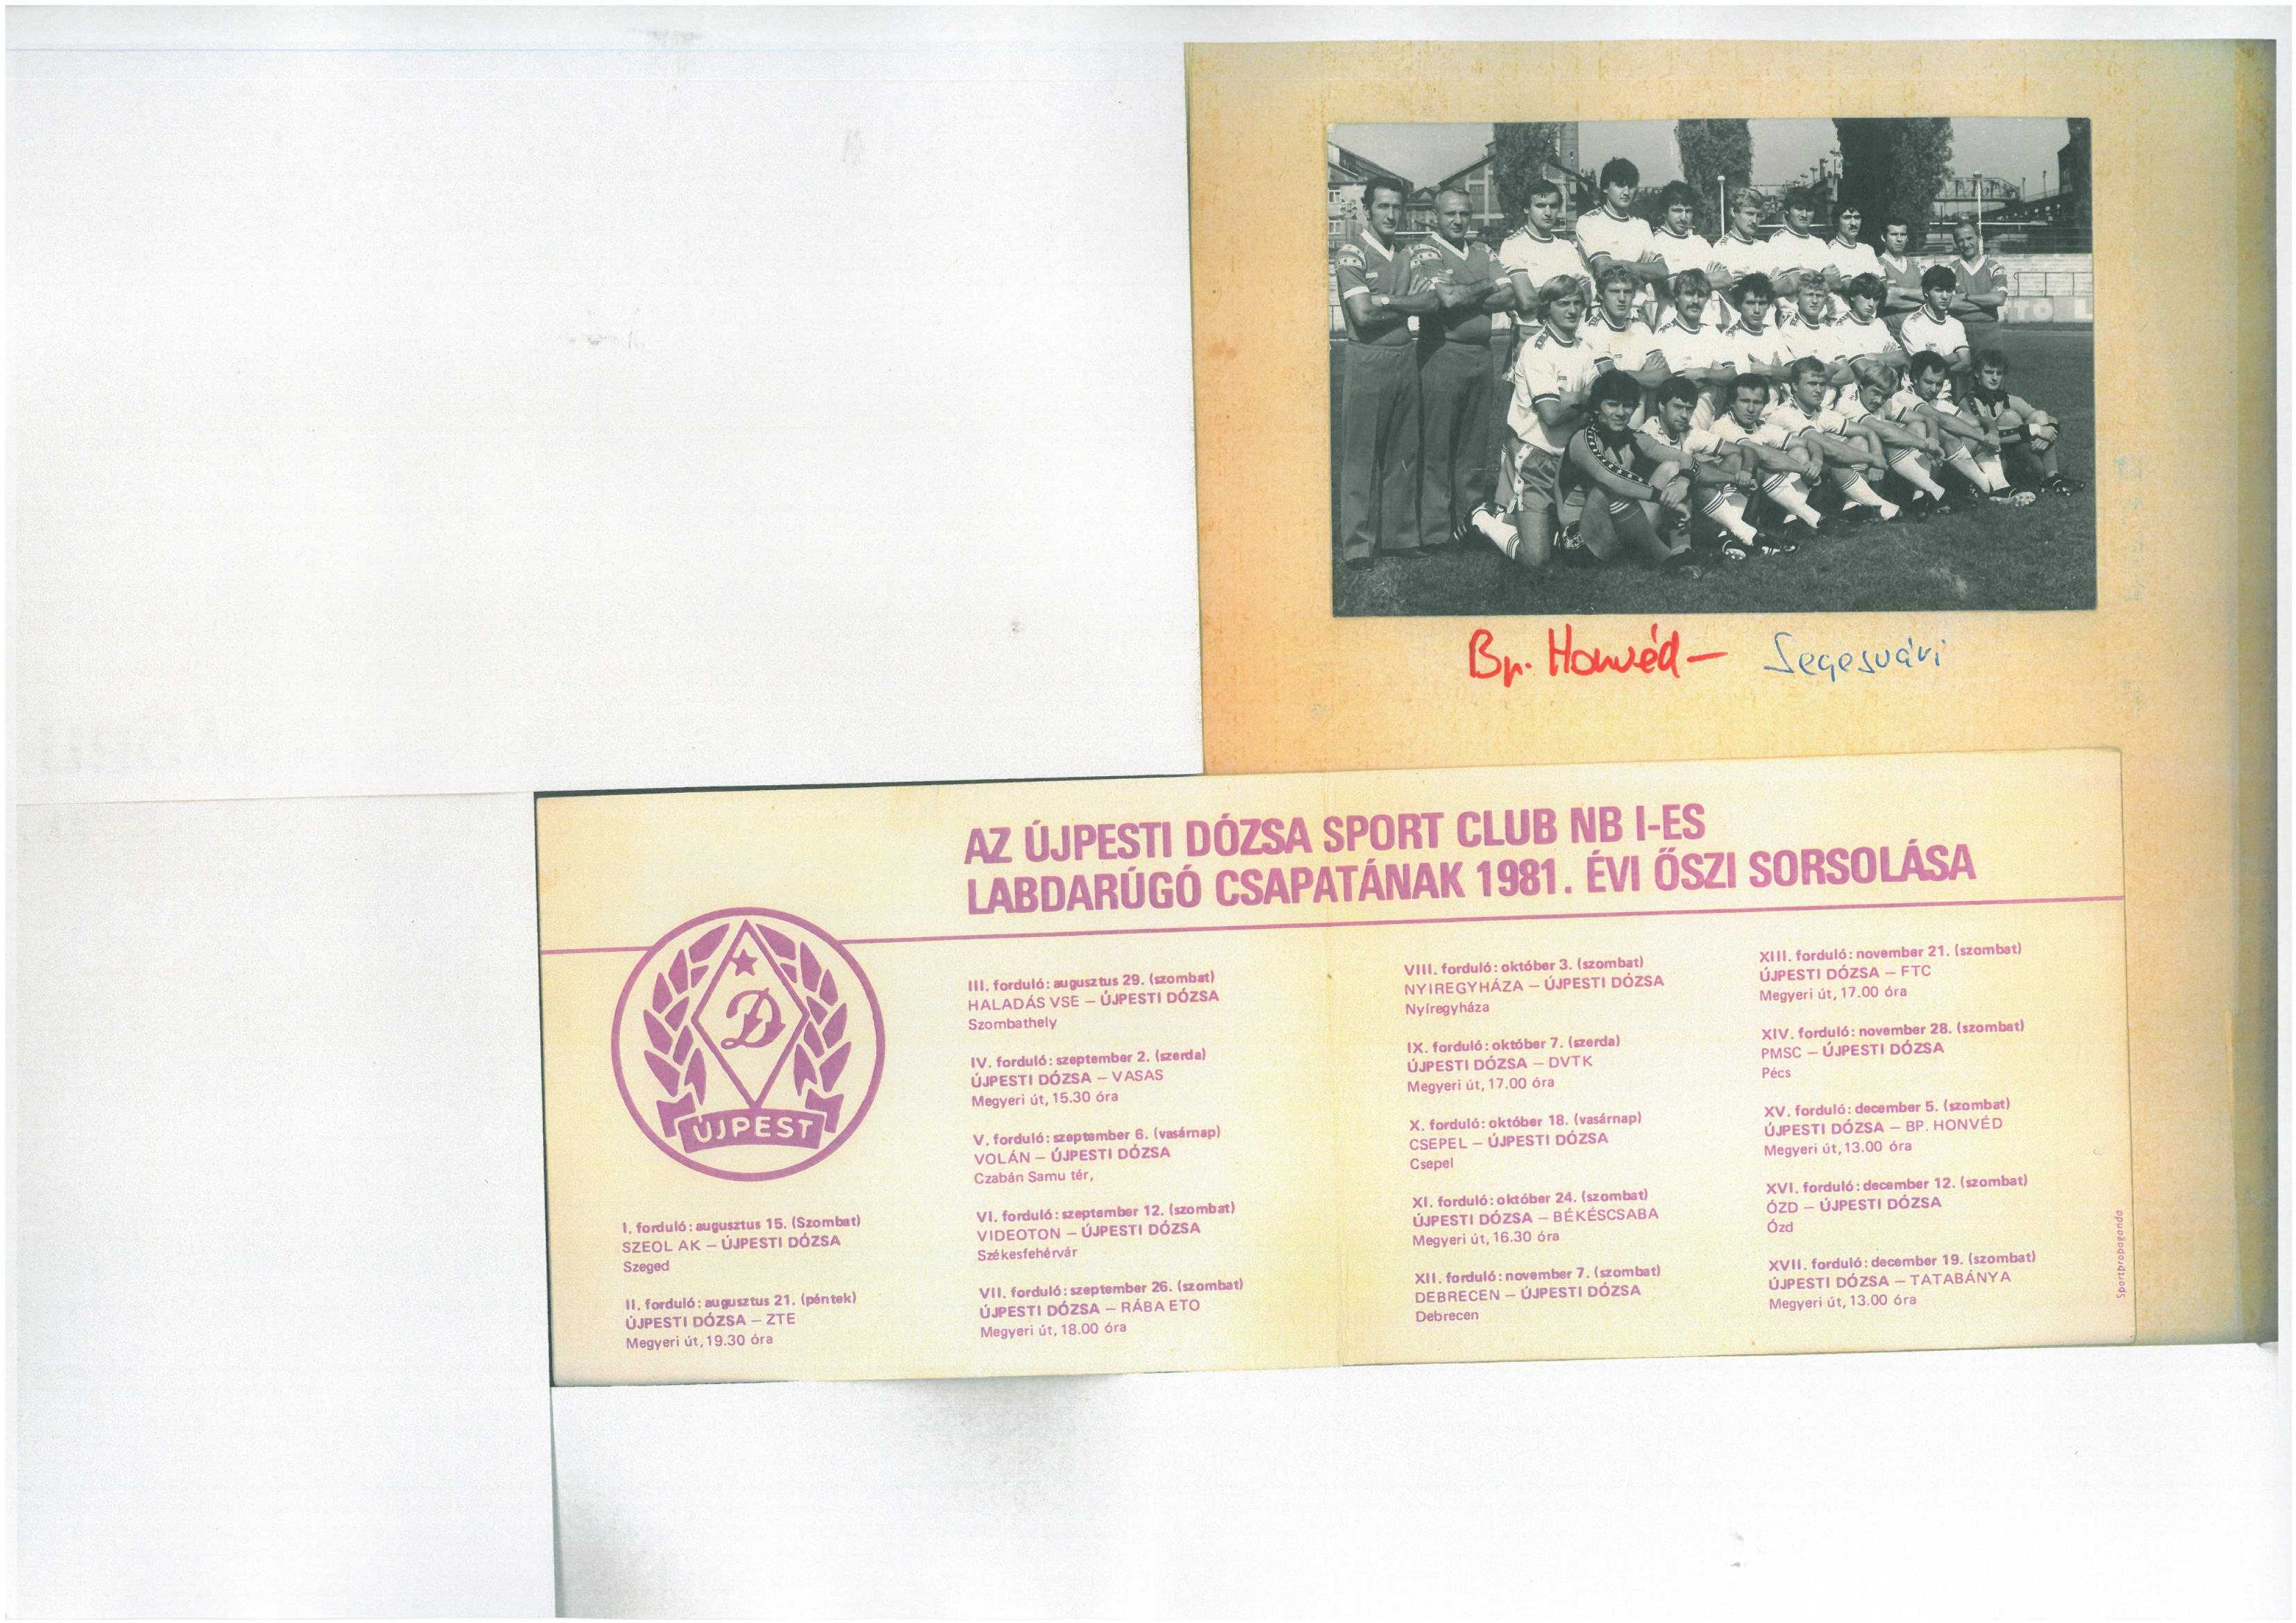 Bp. Honvéd — Segesvári
AZ ÚJPESTI DÓZSA SPORT CLUB NB I-ES
LABDARÚGÓ CSAPATÁNAK 1981. ÉVI ŐSZI SORSOLÁSA
D
ÚJPEST
I. forduló: augusztus 15. (Szombat)
SZEOL AK – ÚJPESTI DÓZSA
Szeged
II. forduló: augusztus 21. (péntek)
ÚJPESTI DÓZSA – ZTE
Megyeri út, 19.30 óra
III. forduló: augusztus 29. (szombat)
HALADÁS VSE – ÚJPESTI DÓZSA
Szombathely
IV. forduló: szeptember 2. (szerda)
ÚJPESTI DÓZSA – VASAS
Megyeri út, 15.30 óra
V. forduló: szeptember 6. (vasárnap)
VOLÁN – ÚJPESTI DÓZSA
Czabán Samu tér,
VI. forduló: szeptember 12. (szombat)
VIDEOTON – ÚJPESTI DÓZSA
Székesfehérvár
VII. forduló: szeptember 26. (szombat)
ÚJPESTI DÓZSA – RÁBA ETO
Megyeri út, 18.00 óra
VIII. forduló: október 3. (szombat)
NYIREGYHÁZA – ÚJPESTI DÓZSA
Nyíregyháza
IX. forduló: október 7. (szerda)
ÚJPESTI DÓZSA – DVTK
Megyeri út, 17.00 óra
X. forduló: október 18. (vasárnap)
CSEPEL – ÚJPESTI DÓZSA
Csepel
XI. forduló: október 24. (szombat)
ÚJPESTI DÓZSA – BÉKÉSCSABA
Megyeri út, 16.30 óra
XII. forduló: november 7. (szombat)
DEBRECEN – ÚJPESTI DÓZSA
Debrecen
XIII. forduló: november 21. (szombat)
ÚJPESTI DÓZSA – FTC
Megyeri út, 17.00 óra
XIV. forduló: november 28. (szombat)
PMSC – ÚJPESTI DÓZSA
Pécs
XV. forduló: december 5. (szombat)
ÚJPESTI DÓZSA – BP. HONVÉD
Megyeri út, 13.00 óra
XVI. forduló: december 12. (szombat)
ÓZD – ÚJPESTI DÓZSA
Ózd
XVII. forduló: december 19. (szombat)
ÚJPESTI DÓZSA – TATABÁNYA
Megyeri út, 13.00 óra
Sportpropaganda